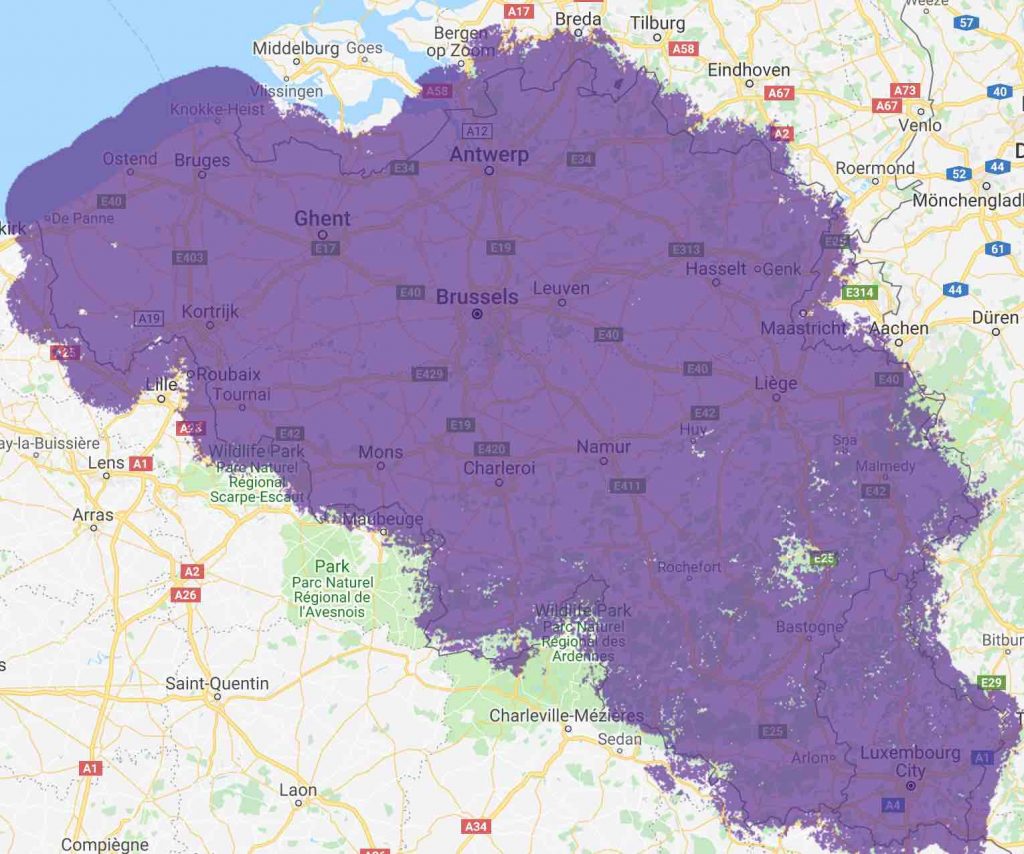 Weeze
A17
Breda
Tilburg
57
Bergen
op Zoom
Middelburg
Goes
A58
Eindhoven
Vlissingen
A58
A67
A73
40
A67
Knokke-Heist
Venlo
A12
A2
Ostend
Bruges
Antwerp
E34
E34
Roermond
52
44
Mönchengla
E40
De Panne
Ghent
kirk
E17
E19
E313
E25
61
E403
Hasselt
Genk
E40
Brussels
Leuven
E314
44
A19
Kortrijk
Maastricht
Aachen
Düren
E40
A25
Lille
Roubaix
Tournai
E429
E40
Liège
E40
E42
A23
E42
E19
Huy
Spa
ay-la-Buissière
Lens
A1
Wildlife Park
Parc Naturel
Régional
Scarpe-Escaut
Mons
E420
Charleroi
Namur
E411
Malmedy
E42
Arras
Maubeuge
E25
A2
A26
Park
Parc Naturel
Régional de
l'Avesnois
Rochefort
Wildlife Park
Parc Naturel
Régional des
Ardennes
Bastogne
Bitbur
Saint-Quentin
E29
Charleville-Mézières
Sedan
E25
Arlon
Luxembourg
City
A1
A1
A4
Laon
A34
Compiègne